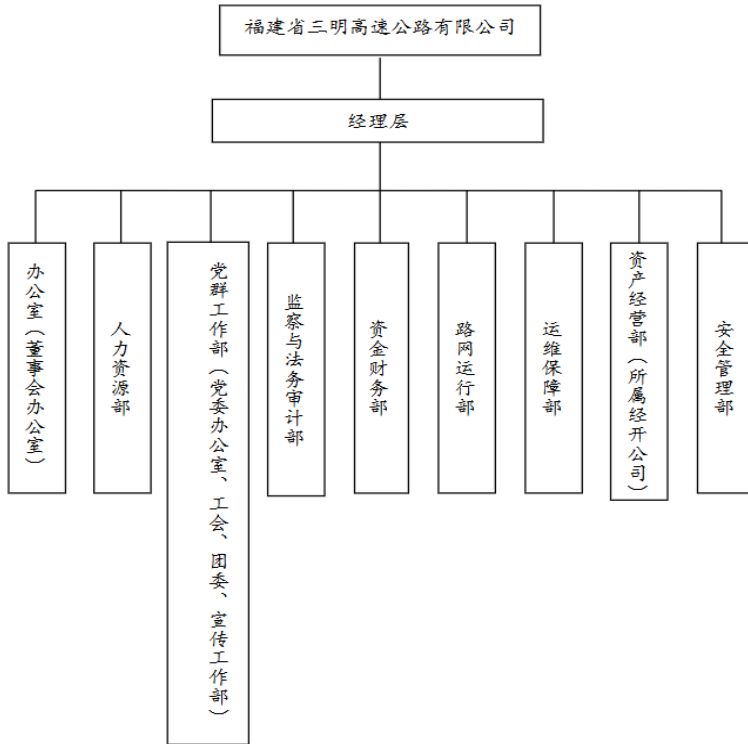 福建省三明高速公路有限公司
经理层
办公室（董事会办公室）
人力资源部
党群工作部（党委办公室、工会、团委、宣传工作部）
监察与法务审计部
资金财务部
路网运行部
运维保障部
资产经营部（所属经开公司）
安全管理部